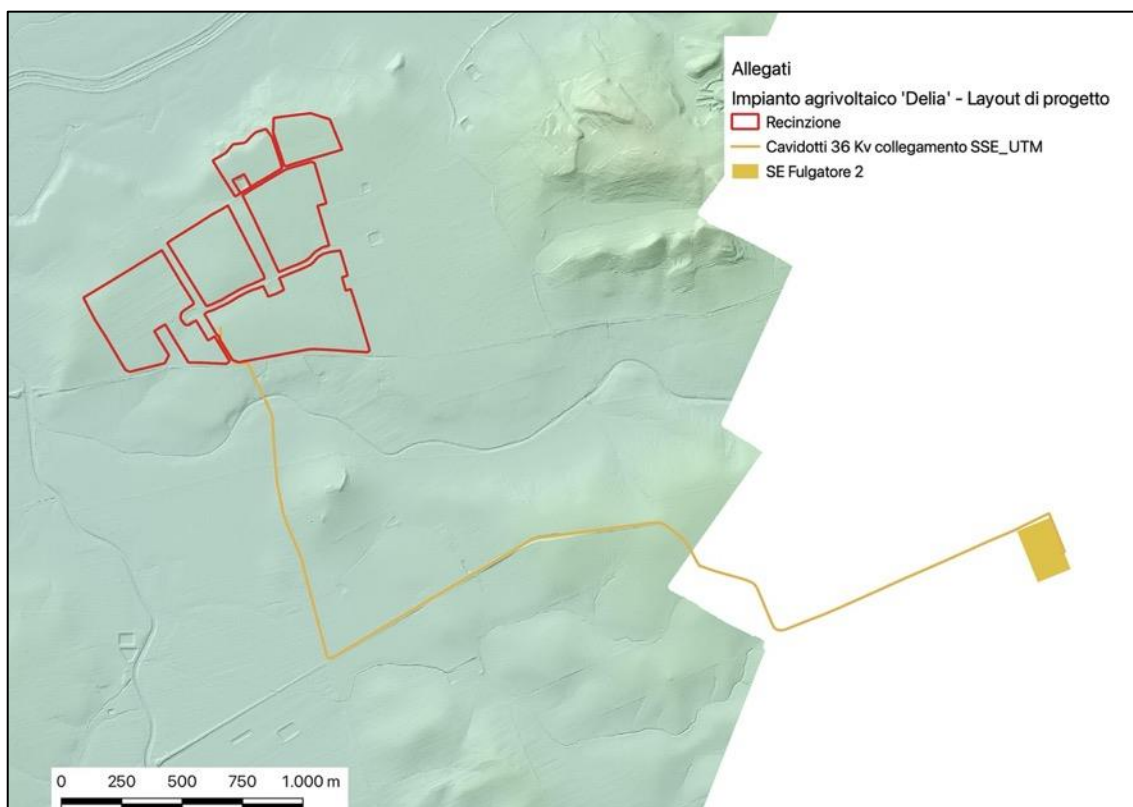 Allegati
Impianto agrivoltaico 'Delia' - Layout di progetto
Recinzione
Cavidotti 36 Kv collegamento SSE_UTM
SE Fulgatore 2
0 250 500 750 1.000 m